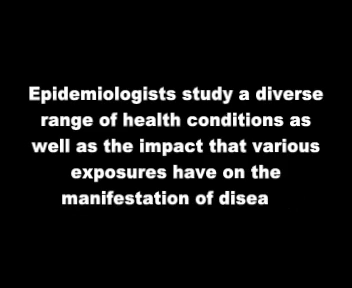 Epidemiologists study a diverse
range of health conditions as
well as the impact that various
exposures have on the
manifestation of disea